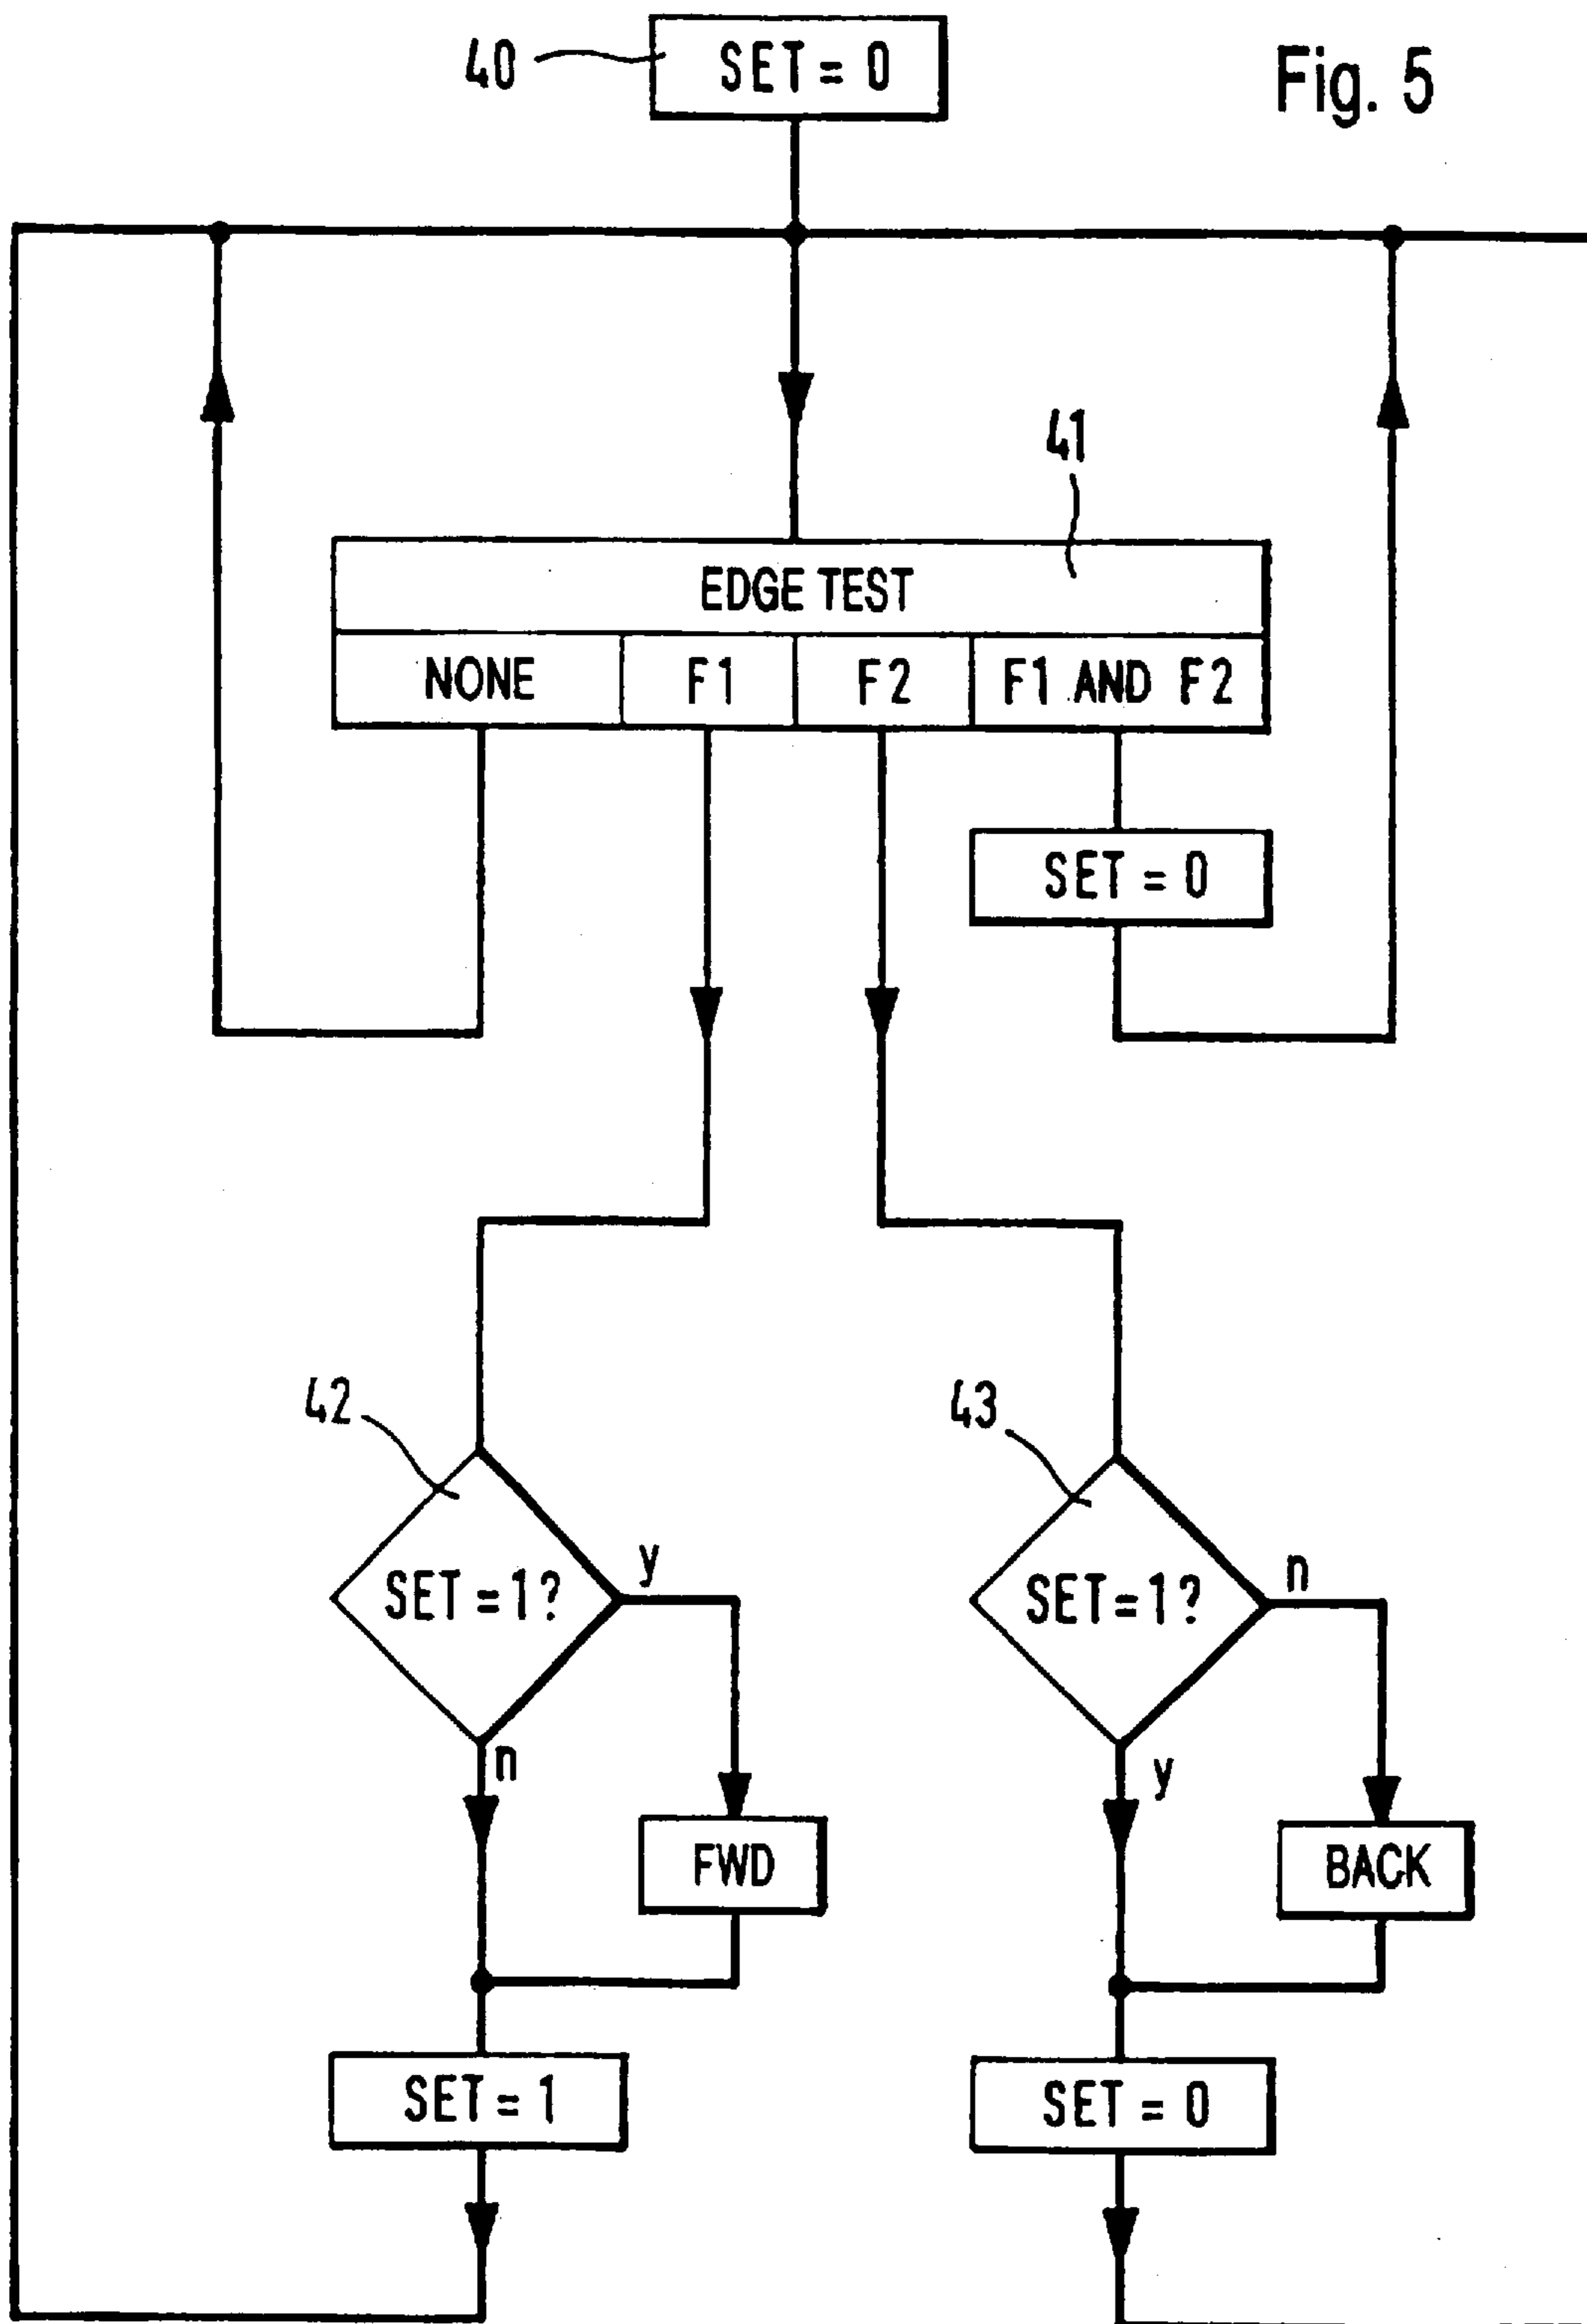 40
SET = 0
Fig. 5
41
EDGE TEST
NONE
F1
F2
F1 AND F2
SET = 0
42
43
SET = 1?
y
SET = 1?
n
n
y
FWD
BACK
SET = 1
SET = 0